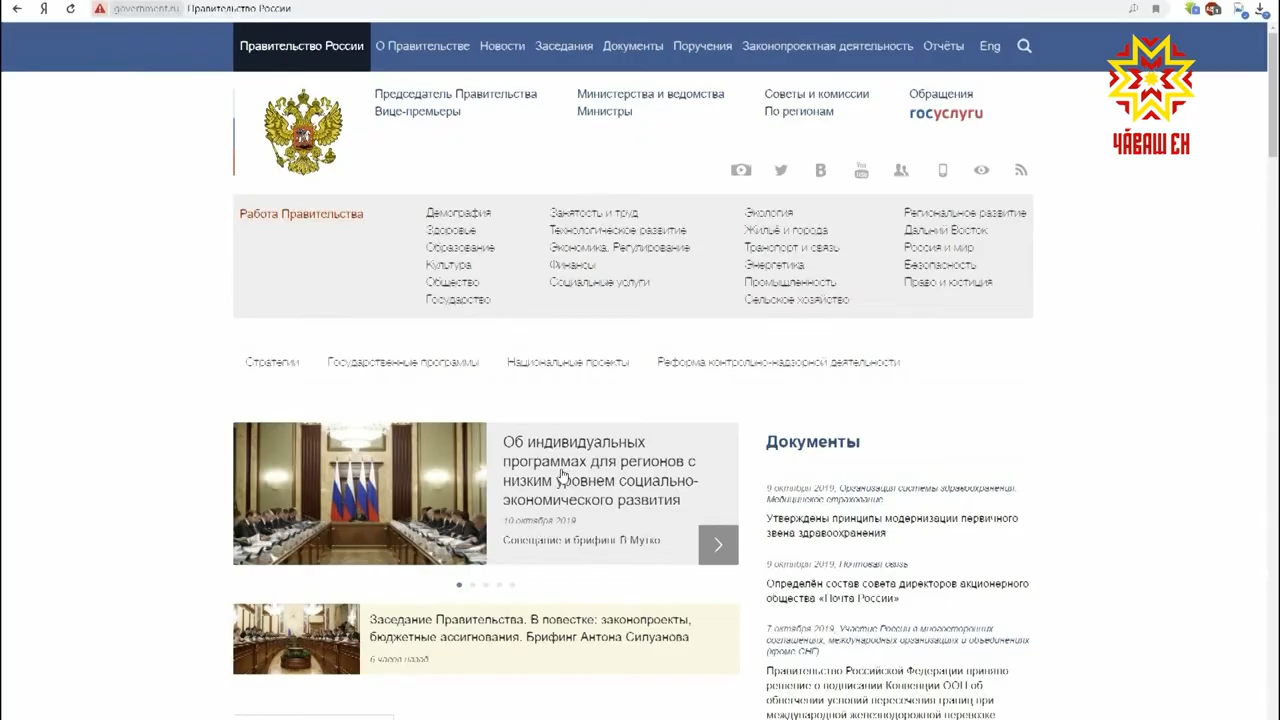 Я
government.ru Правительство России
Правительство России
О Правительстве
Новости
Заседания
Документы
Поручения
Законопроектная деятельность
Отчёты
Eng
Председатель Правительства
Вице-премьеры
Министерства и ведомства
Министры
Советы и комиссии
По регионам
Обращения
госуслуги
ЧӐВАШ ЕН
You
Tube
Работа Правительства
Демография
Здоровье
Образование
Культура
Общество
Государство
Занятость и труд
Технологическое развитие
Экономика. Регулирование
Финансы
Социальные услуги
Экология
Жильё и города
Транспорт и связь
Энергетика
Промышленность
Сельское хозяйство
Региональное развитие
Дальний Восток
Россия и мир
Безопасность
Право и юстиция
Стратегии
Государственные программы
Национальные проекты
Реформа контрольно-надзорной деятельности
Об индивидуальных
программах для регионов с
низким уровнем социально-
экономического развития
10 октября 2019
Совещание и брифинг В Мутко
Заседание Правительства. В повестке: законопроекты,
бюджетные ассигнования. Брифинг Антона Силуанова
6 часов назад
Документы
9 октября 2019, Организация системы здравоохранения.
Медицинское страхование
Утверждены принципы модернизации первичного
звена здравоохранения
9 октября 2019, Почтовая связь
Определён состав совета директоров акционерного
общества «Почта России»
7 октября 2019, Участие России в многосторонних
соглашениях, международных организациях и объединениях
(кроме СНГ)
Правительство Российской Федерации приняло
решение о подписании Конвенции ООН об
облегчении условий пересечения границ при
международной железнодорожной перевозке